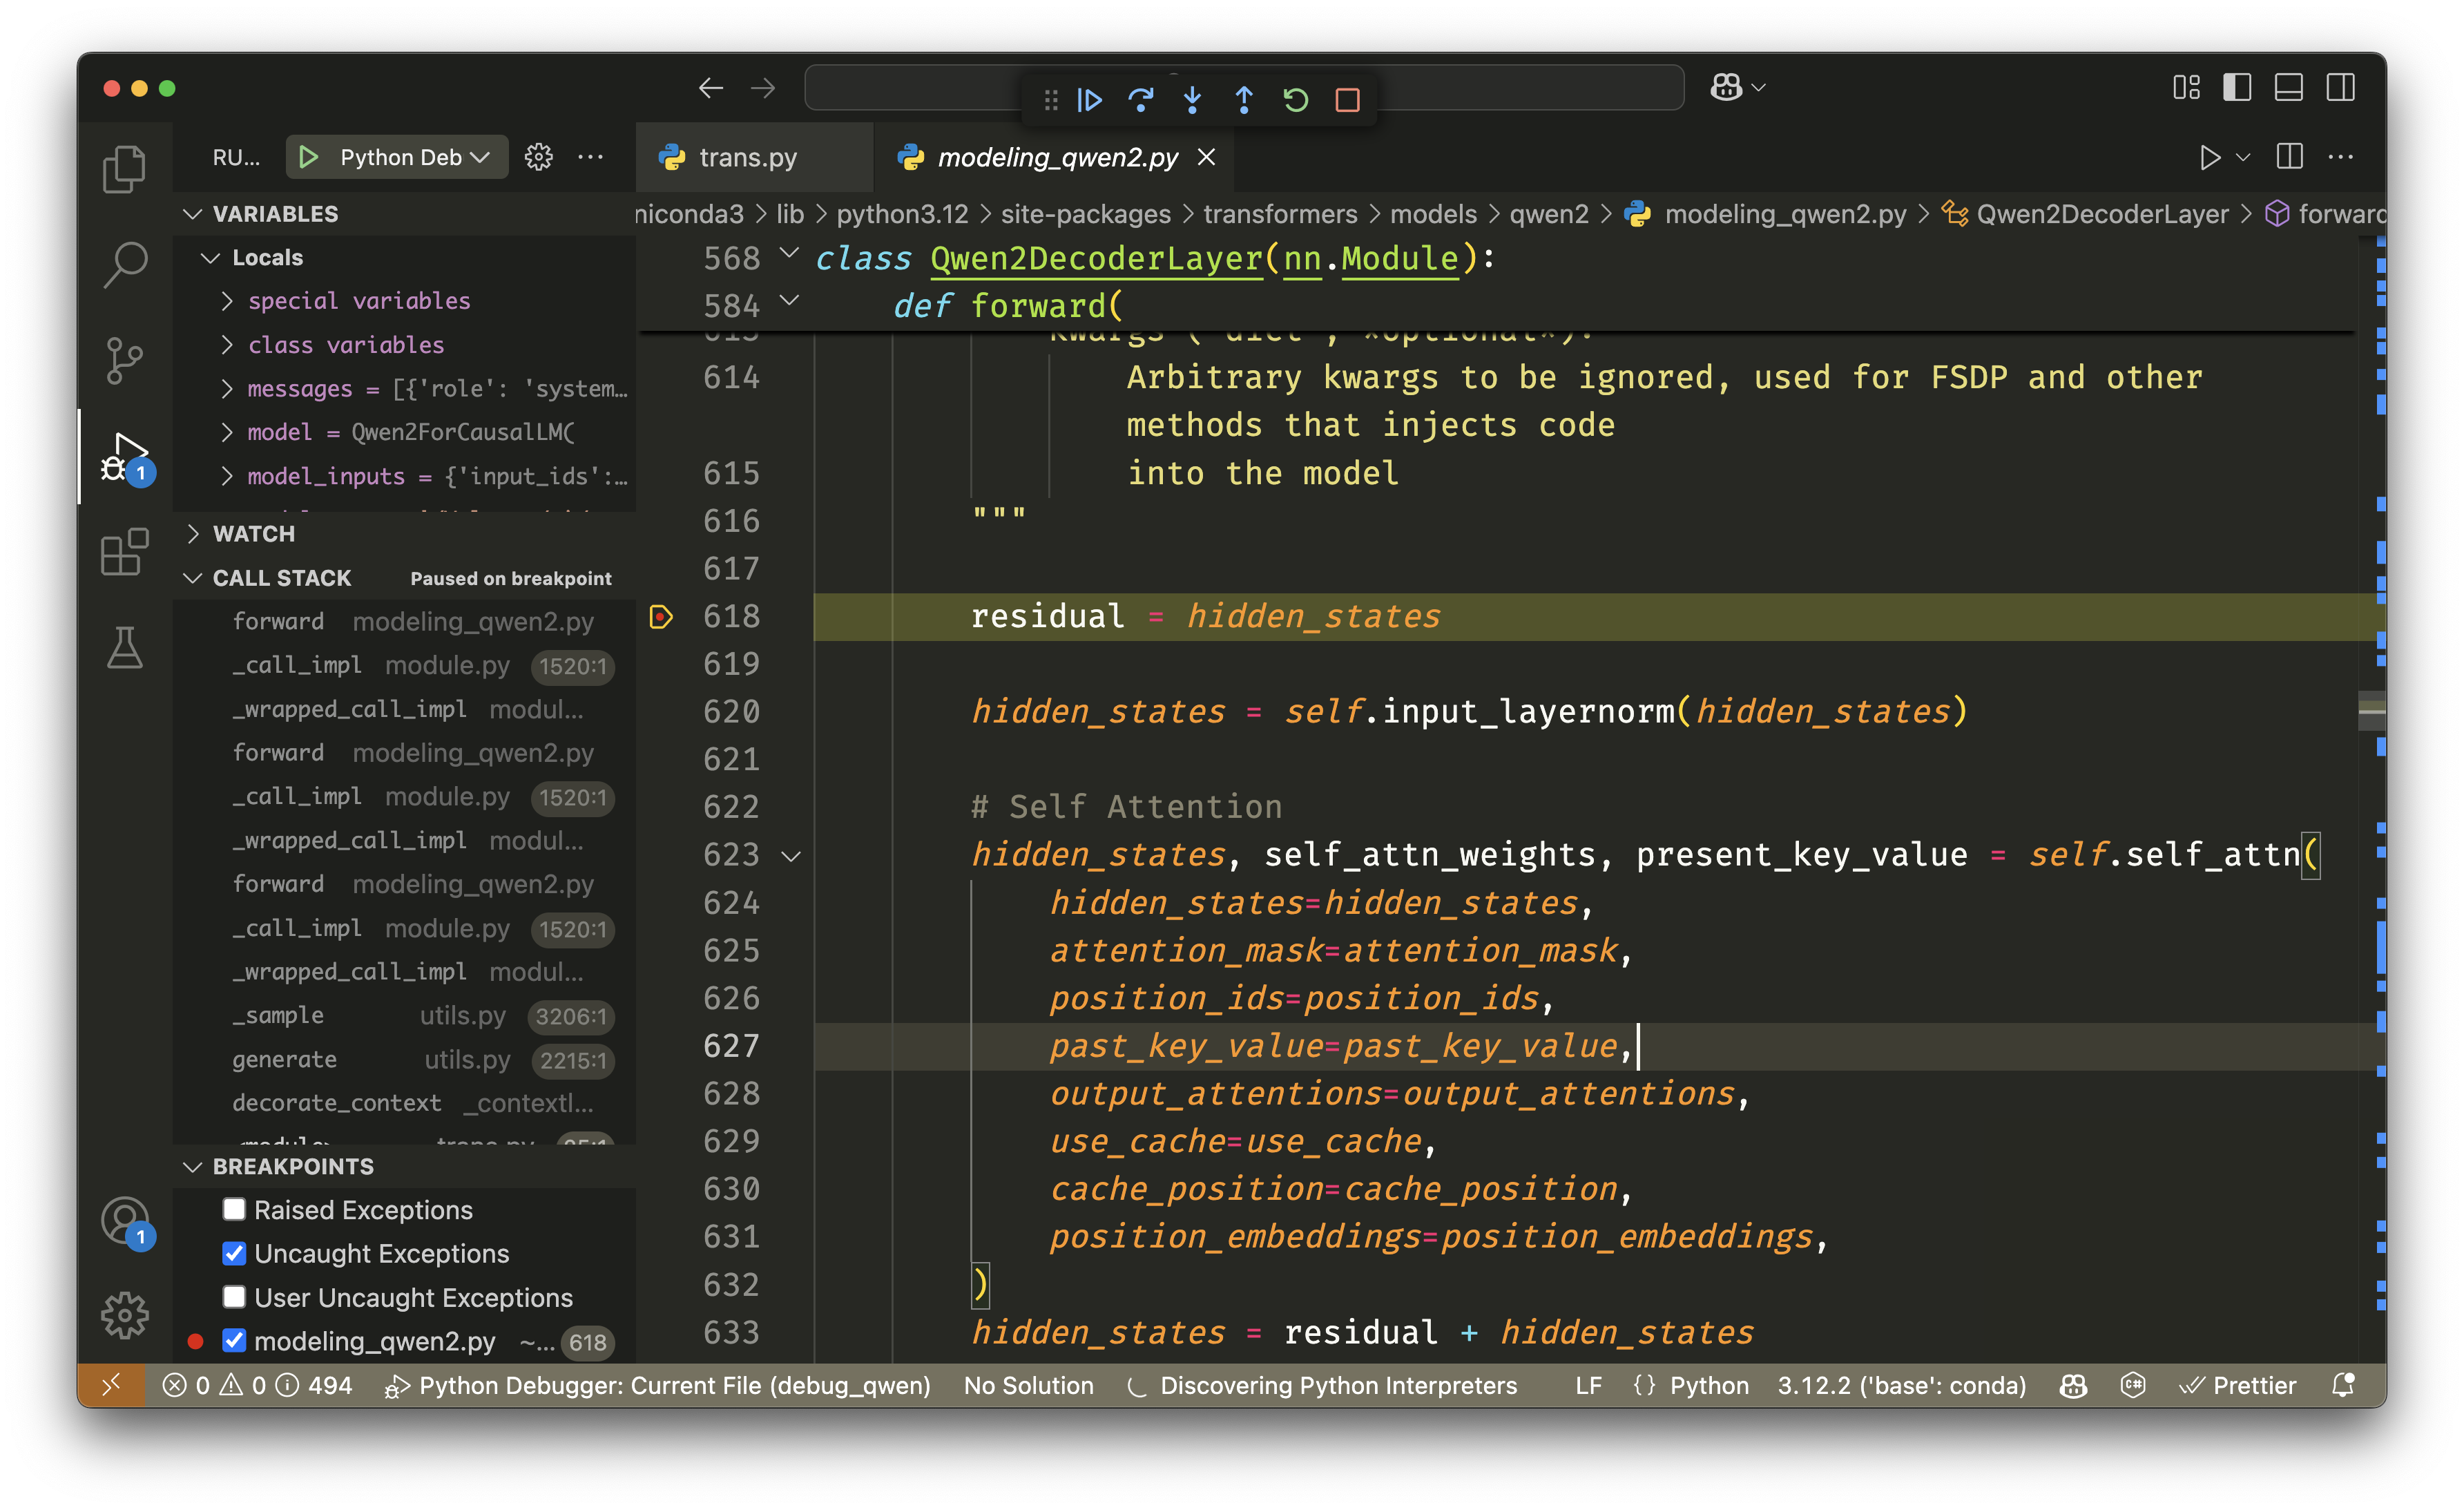 RU...
Python Deb
trans.py
modeling_qwen2.py
VARIABLES
Locals
special variables
class variables
messages = [{'role': 'system...
model = Qwen2ForCausalLM(
model_inputs = {'input_ids':...
WATCH
CALL STACK Paused on breakpoint
forward modeling_qwen2.py
_call_impl module.py 1520:1
_wrapped_call_impl modul...
forward modeling_qwen2.py
_call_impl module.py 1520:1
_wrapped_call_impl modul...
forward modeling_qwen2.py
_call_impl module.py 1520:1
_wrapped_call_impl modul...
_sample utils.py 3206:1
generate utils.py 2215:1
decorate_context _contextl...
<module> trans.py
BREAKPOINTS
Raised Exceptions
Uncaught Exceptions
User Uncaught Exceptions
modeling_qwen2.py ~... 618
1
1
niconda3 > lib > python3.12 > site-packages > transformers > models > qwen2 > modeling_qwen2.py > Qwen2DecoderLayer > forward
568 class Qwen2DecoderLayer(nn.Module):
584 def forward(
kwargs (`dict`, *optional*):
614 Arbitrary kwargs to be ignored, used for FSDP and other
methods that injects code
615 into the model
616 """
617
618 residual = hidden_states
619
620 hidden_states = self.input_layernorm(hidden_states)
621
622 # Self Attention
623 hidden_states, self_attn_weights, present_key_value = self.self_attn(
624 hidden_states=hidden_states,
625 attention_mask=attention_mask,
626 position_ids=position_ids,
627 past_key_value=past_key_value,
628 output_attentions=output_attentions,
629 use_cache=use_cache,
630 cache_position=cache_position,
631 position_embeddings=position_embeddings,
632 )
633 hidden_states = residual + hidden_states
0 0 494 Python Debugger: Current File (debug_qwen) No Solution Discovering Python Interpreters LF {} Python 3.12.2 ('base': conda) C# Prettier